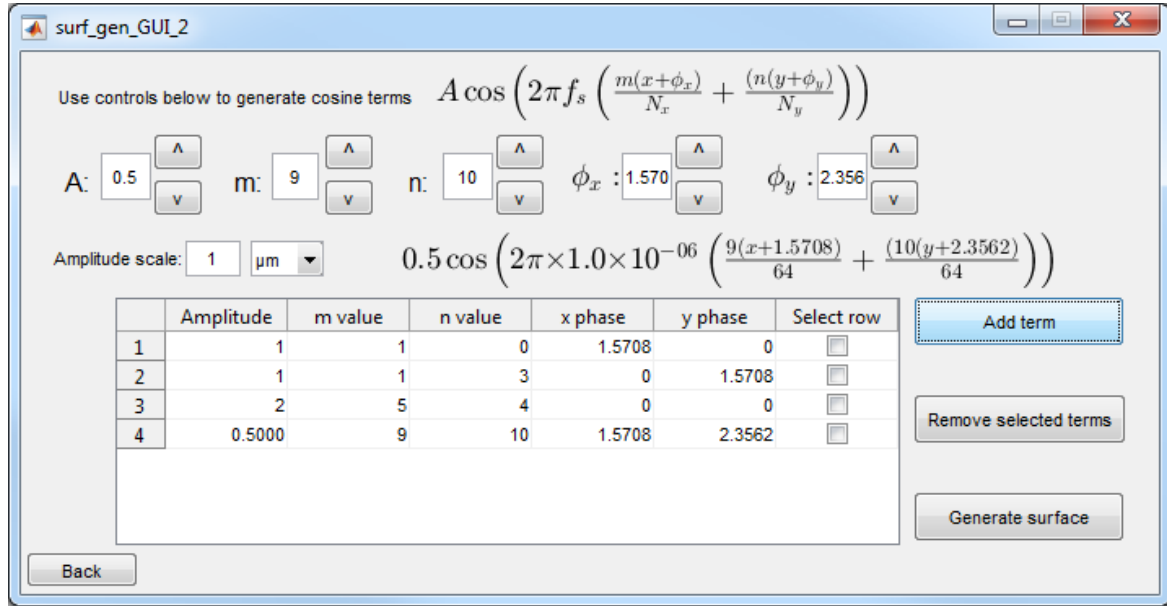 surf_gen_GUI_2
Use controls below to generate cosine terms A cos (2πf_s (m(x+ϕ_x)/N_x + (n(y+ϕ_y)/N_y))
A: 0.5 ʌ v m: 9 ʌ v n: 10 ʌ v ϕ_x : 1.570 ʌ v ϕ_y : 2.356 ʌ v
Amplitude scale: 1 µm 0.5 cos (2π×1.0×10^−06 (9(x+1.5708)/64 + (10(y+2.3562)/64))
Amplitude m value n value x phase y phase Select row
1 1 1 0 1.5708 0
2 1 1 3 0 1.5708
3 2 5 4 0 0
4 0.5000 9 10 1.5708 2.3562
Add term
Remove selected terms
Generate surface
Back